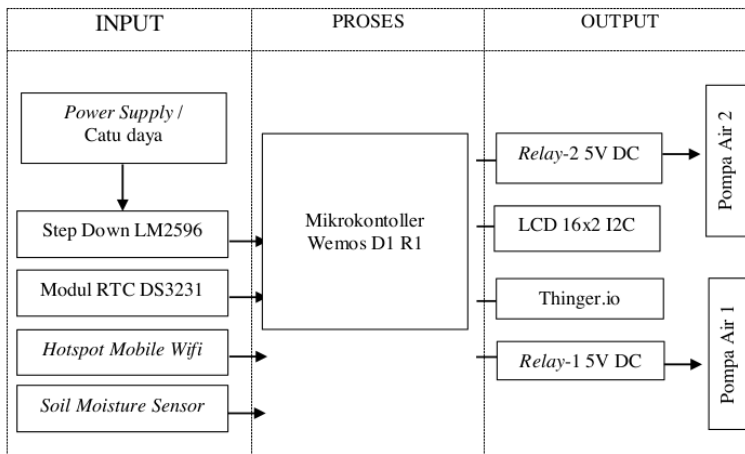 INPUT
PROSES
OUTPUT
Power Supply /
Catu daya
Step Down LM2596
Modul RTC DS3231
Hotspot Mobile Wifi
Soil Moisture Sensor
Mikrokontoller
Wemos D1 R1
Relay-2 5V DC
LCD 16x2 I2C
Thinger.io
Relay-1 5V DC
Pompa Air 2
Pompa Air 1